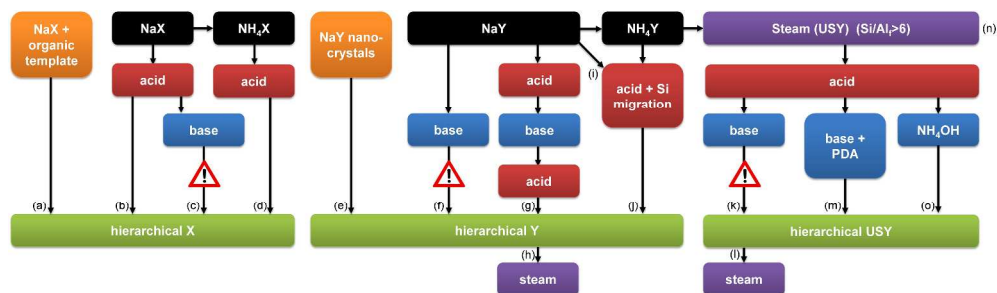 NaX +
organic
template
NaX
NH₄X
acid
acid
base
!
(a)
(b)
(c)
(d)
hierarchical X
NaY nano-
crystals
NaY
NH₄Y
(i)
acid
acid + Si
migration
base
base
!
acid
(e)
(f)
(g)
(j)
hierarchical Y
(h)
steam
Steam (USY) (Si/Alf>6)
(n)
acid
base
base +
PDA
NH₄OH
!
(k)
(m)
(o)
hierarchical USY
(l)
steam